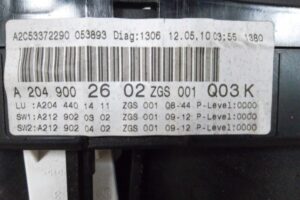 A2C53372290 053893 Diag:1306 12.05.10 03:56 1380
A 204 900 26 02 ZGS 001 Q03 K
LU :A204 440 14 11 ZGS 001 08-44 P-Level:0000
SW1:A212 902 03 02 ZGS 001 09-12 P-Level:0000
SW2:A212 902 04 02 ZGS 001 09-12 P-Level:0000